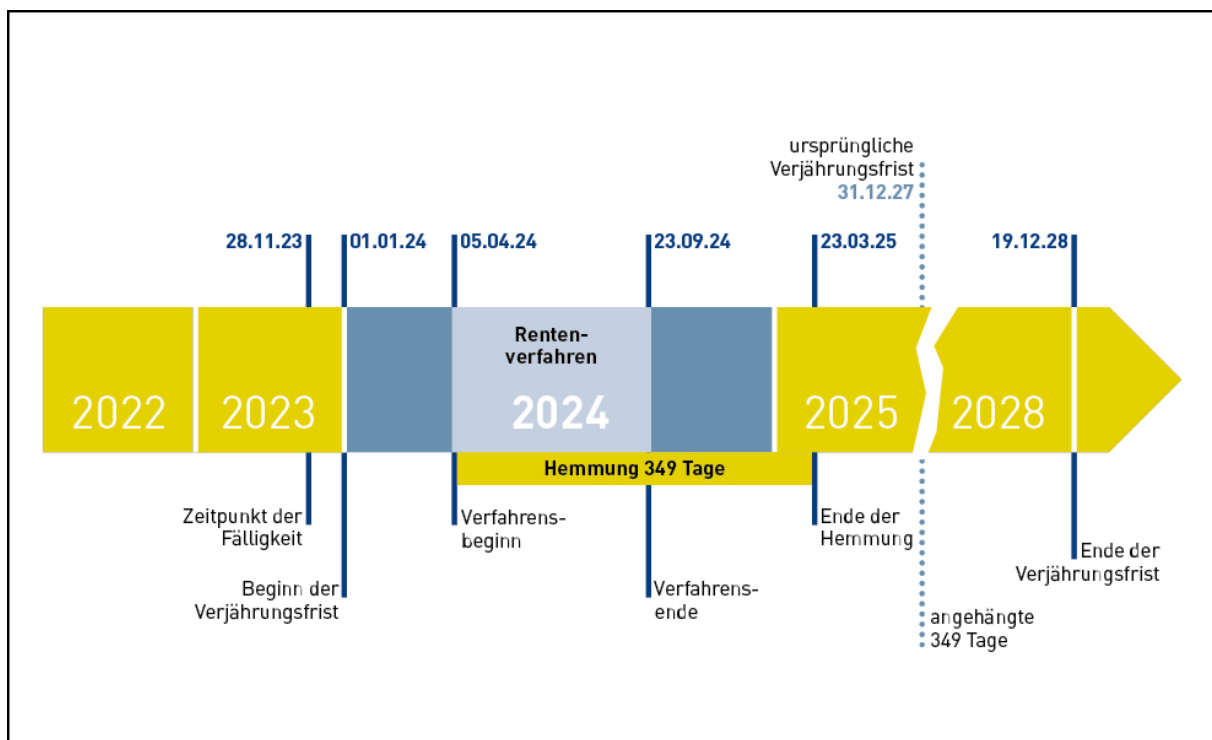 ursprüngliche
Verjährungsfrist
31.12.27
28.11.23
01.01.24
05.04.24
23.09.24
23.03.25
19.12.28
Renten-
verfahren
2022
2023
2024
2025
2028
Hemmung 349 Tage
Zeitpunkt der
Fälligkeit
Verfahrens-
beginn
Ende der
Hemmung
Ende der
Verjährungsfrist
Beginn der
Verjährungsfrist
Verfahrens-
ende
angehängte
349 Tage